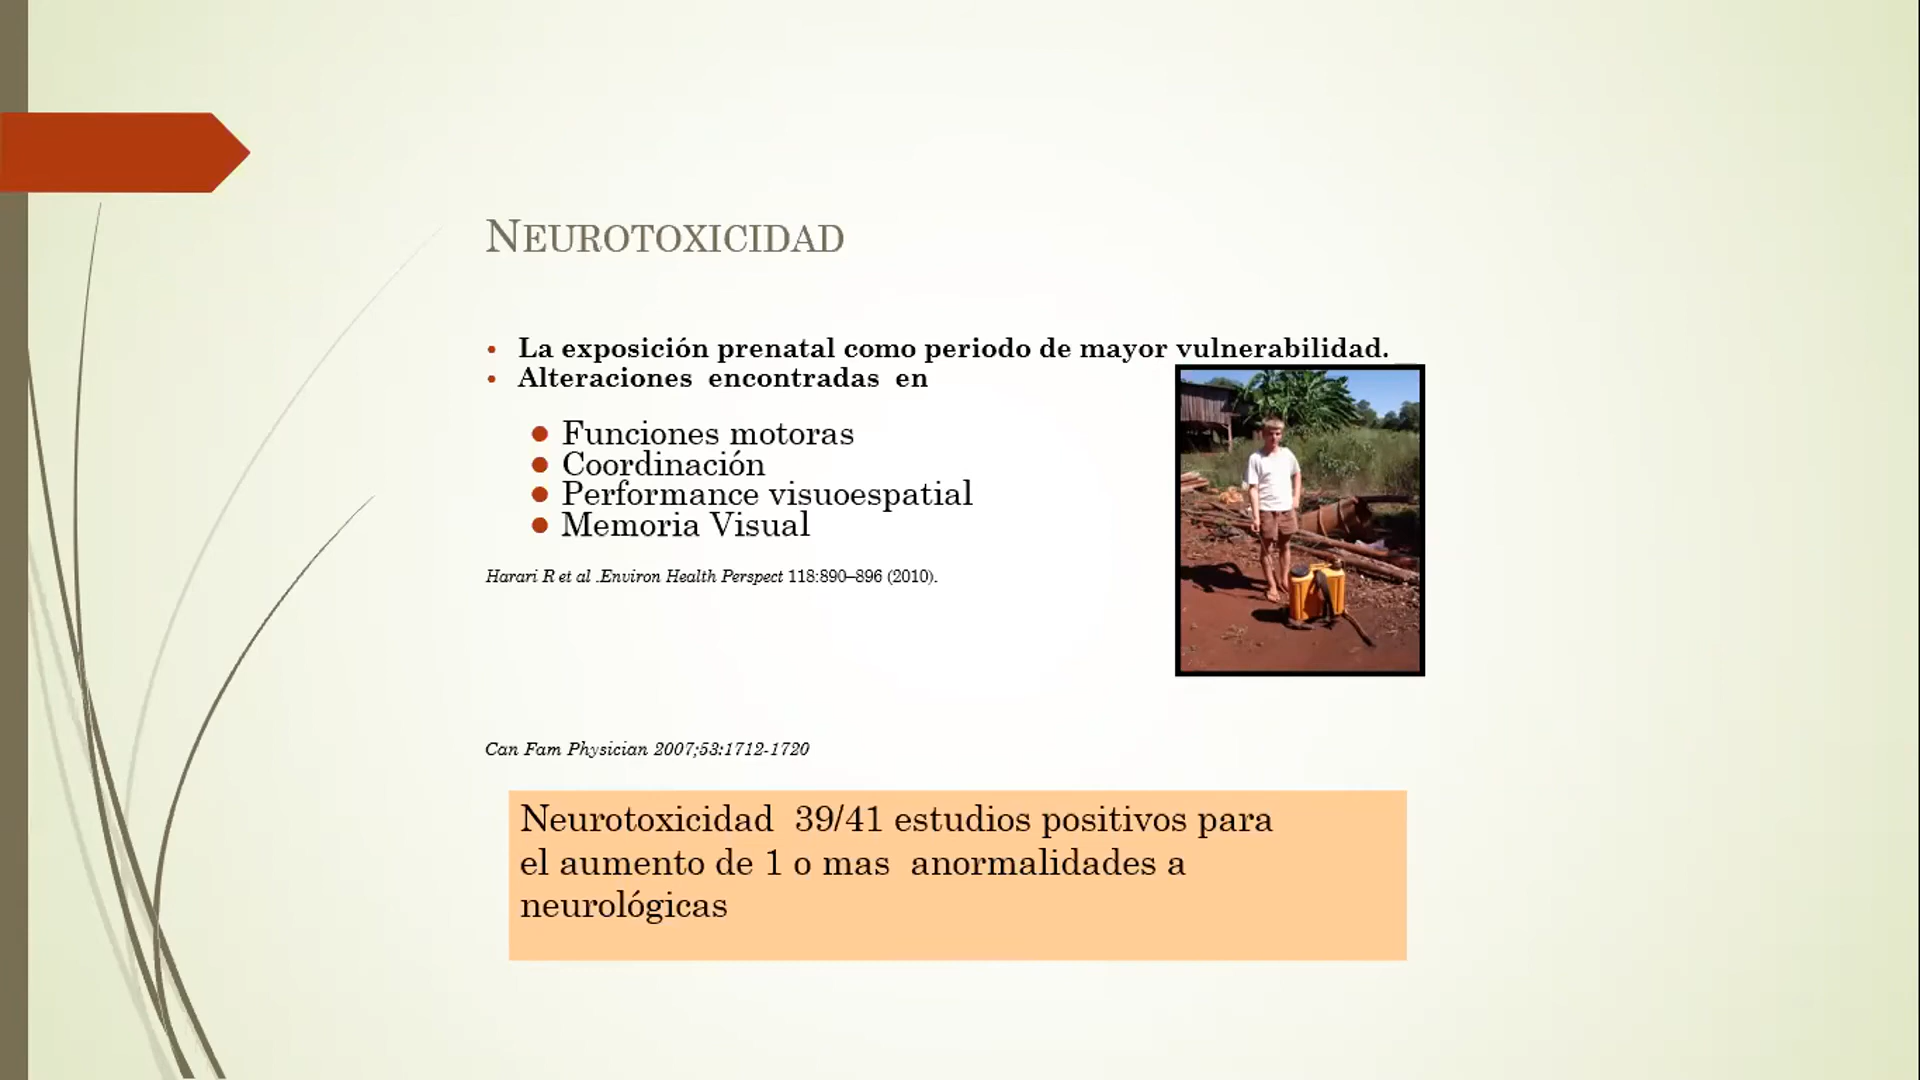 NEUROTOXICIDAD
• La exposición prenatal como periodo de mayor vulnerabilidad.
• Alteraciones encontradas en
● Funciones motoras
● Coordinación
● Performance visuoespatial
● Memoria Visual
Harari R et al .Environ Health Perspect 118:890–896 (2010).
Can Fam Physician 2007;53:1712-1720
Neurotoxicidad 39/41 estudios positivos para
el aumento de 1 o mas anormalidades a
neurológicas